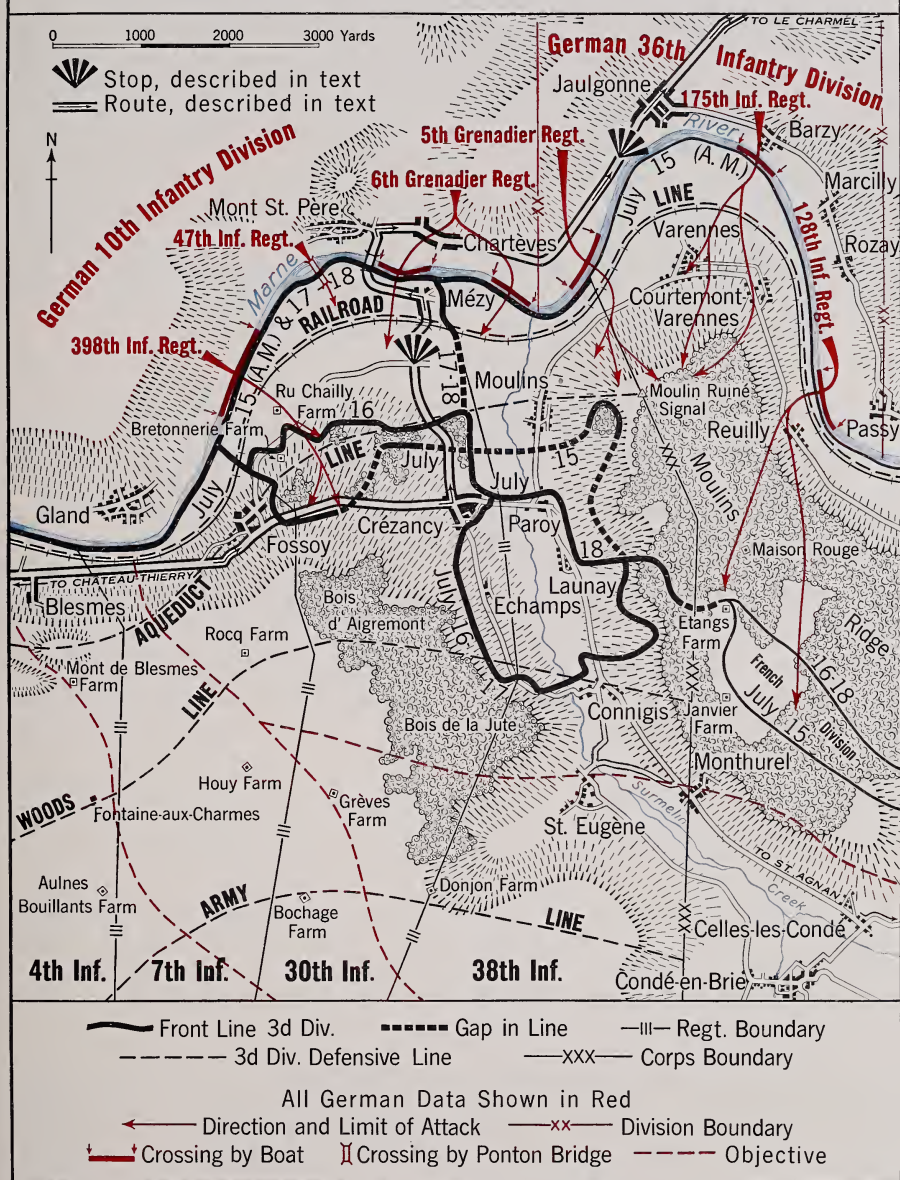 0 1000 2000 3000 Yards
TO LE CHARMEL
Stop, described in text
Route, described in text
N
German 36th Infantry Division
Jaulgonne
175th Inf. Regt.
River
Barzy
5th Grenadier Regt.
German 10th Infantry Division
6th Grenadier Regt.
July 15 (A.M.)
LINE
Marcilly
Mont St. Père
47th Inf. Regt.
Chartèves
Varennes
128th Inf. Regt.
Rozay
Marne
Mézy
Courtemont-
Varennes
July 15 (A.M.) & 17-18
RAILROAD
398th Inf. Regt.
17-18
Moulins
Ru Chailly
Farm
16
Moulin Ruiné
Signal
Bretonnerie Farm
Reuilly
Passy
LINE
July
15
XXX
Moulins
Gland
July
Crézancy
Paroy
Fossoy
18
Maison Rouge
TO CHÂTEAU-THIERRY
Launay
Blesmes
AQUEDUCT
Bois
d' Aigremont
July
Echamps
Etangs
Farm
Ridge
Rocq Farm
16
French
16-18
Mont de Blesmes
Farm
LINE
17
XXX
July
15
Division
Bois de la Jute
Connigis
Janvier
Farm
Monthurel
Houy Farm
WOODS
Fontaine-aux-Charmes
Grèves
Farm
Surmelin
St. Eugène
TO ST. AGNAN
Aulnes
Bouillants Farm
ARMY
Donjon Farm
Creek
Bochage
Farm
LINE
XXX
Celles-les-Condé
4th Inf.
7th Inf.
30th Inf.
38th Inf.
Condé-en-Brie
Front Line 3d Div.
Gap in Line
Regt. Boundary
3d Div. Defensive Line
XXX Corps Boundary
All German Data Shown in Red
Direction and Limit of Attack
XX Division Boundary
Crossing by Boat
Crossing by Ponton Bridge
Objective